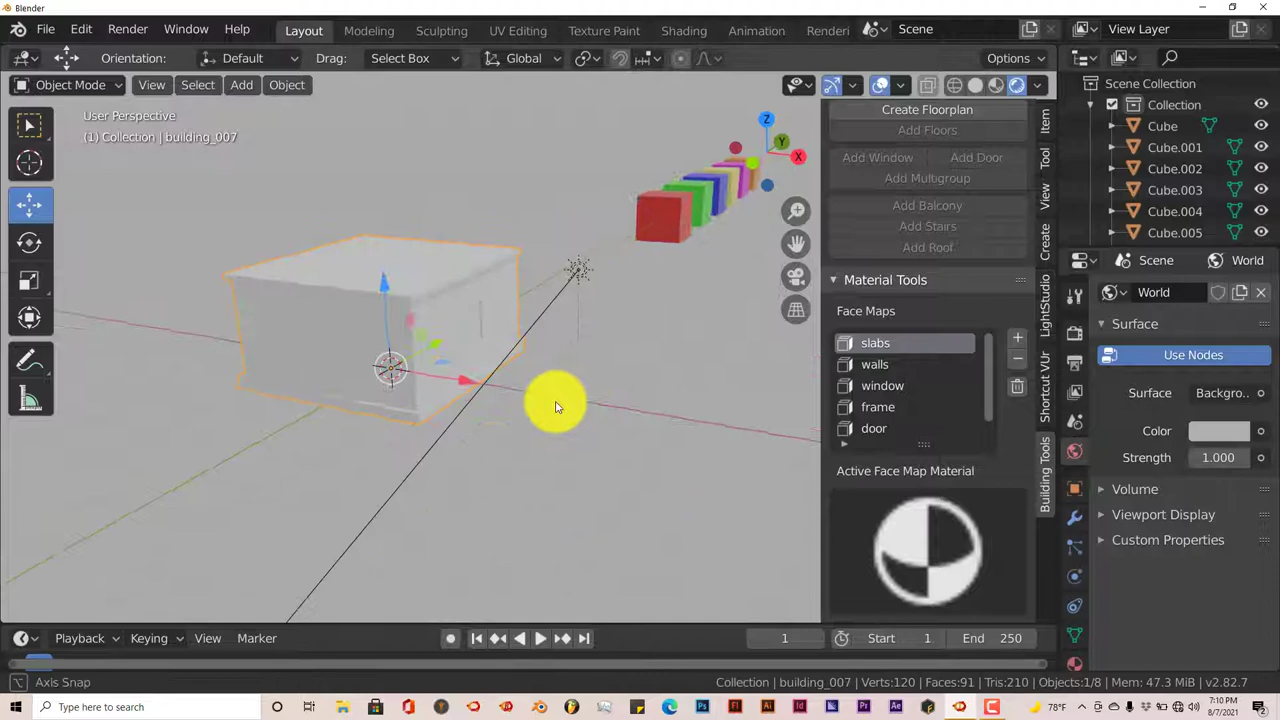 Blender
File Edit Render Window Help Layout Modeling Sculpting UV Editing Texture Paint Shading Animation Renderi Scene View Layer
Orientation: Default Drag: Select Box Global Options
Object Mode View Select Add Object
User Perspective
(1) Collection | building_007
Z
Y
X
Create Floorplan
Add Floors
Add Window Add Door
Add Multigroup
Add Balcony
Add Stairs
Add Roof
Material Tools
Face Maps
slabs
walls
window
frame
door
Active Face Map Material
Item
Tool
View
Create
LightStudio
Shortcut VUr
Building Tools
Scene Collection
Collection
Cube
Cube.001
Cube.002
Cube.003
Cube.004
Cube.005
Scene World
World
Surface
Use Nodes
Surface Backgro..
Color
Strength 1.000
Volume
Viewport Display
Custom Properties
Playback Keying View Marker 1 Start 1 End 250
Axis Snap Collection | building_007 | Verts:120 | Faces:91 | Tris:210 | Objects:1/8 | Mem: 47.3 MiB | v2.82.7
Type here to search
78°F
7:10 PM
8/7/2021